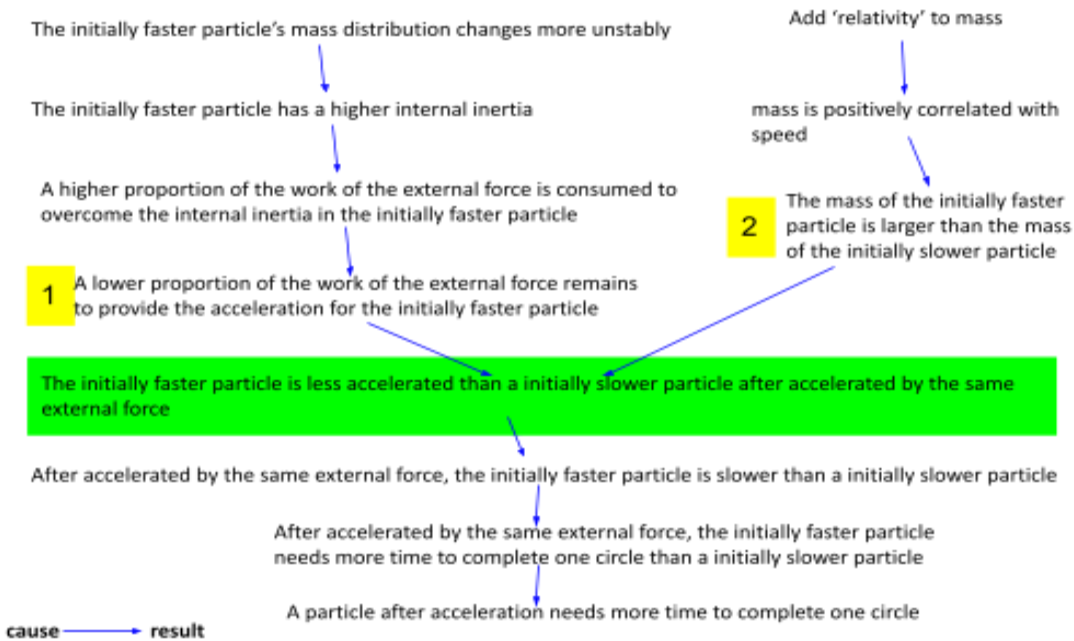 The initially faster particle's mass distribution changes more unstably
The initially faster particle has a higher internal inertia
A higher proportion of the work of the external force is consumed to
overcome the internal inertia in the initially faster particle
1
A lower proportion of the work of the external force remains
to provide the acceleration for the initially faster particle
Add ‘relativity’ to mass
mass is positively correlated with
speed
2
The mass of the initially faster
particle is larger than the mass
of the initially slower particle
The initially faster particle is less accelerated than a initially slower particle after accelerated by the same
external force
After accelerated by the same external force, the initially faster particle is slower than a initially slower particle
After accelerated by the same external force, the initially faster particle
needs more time to complete one circle than a initially slower particle
A particle after acceleration needs more time to complete one circle
cause result